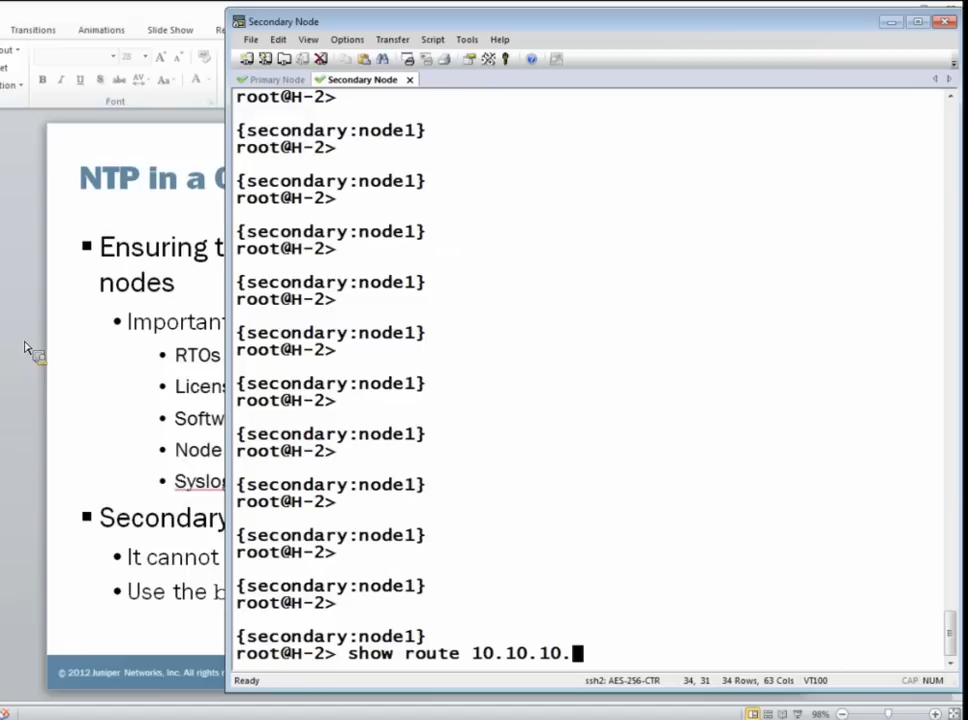 Secondary Node
Transitions Animations Slide Show Re
File Edit View Options Transfer Script Tools Help
Primary Node Secondary Node
Font
root@H-2>
{secondary:node1}
root@H-2>
{secondary:node1}
root@H-2>
{secondary:node1}
root@H-2>
{secondary:node1}
root@H-2>
{secondary:node1}
root@H-2>
{secondary:node1}
root@H-2>
{secondary:node1}
root@H-2>
{secondary:node1}
root@H-2>
{secondary:node1}
root@H-2>
{secondary:node1}
root@H-2>
{secondary:node1}
root@H-2> show route 10.10.10.
NTP in a C
Ensuring t
nodes
• Important
• RTOs
• Licens
• Softw
• Node
• Syslog
Secondary
• It cannot
• Use the b
© 2012 Juniper Networks, Inc. All rights r
Ready ssh2: AES-256-CTR 34, 31 34 Rows, 63 Cols VT100 CAP NUM
98%